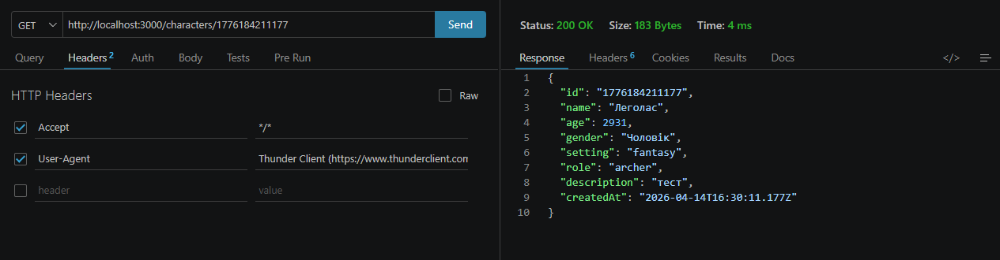 GET http://localhost:3000/characters/1776184211177 Send
Query Headers 2 Auth Body Tests Pre Run
HTTP Headers Raw
Accept */*
User-Agent Thunder Client (https://www.thunderclient.com
header value
Status: 200 OK Size: 183 Bytes Time: 4 ms
Response Headers 6 Cookies Results Docs </>
1 {
2 "id": "1776184211177",
3 "name": "Леголас",
4 "age": 2931,
5 "gender": "Чоловік",
6 "setting": "fantasy",
7 "role": "archer",
8 "description": "тест",
9 "createdAt": "2026-04-14T16:30:11.177Z"
10 }